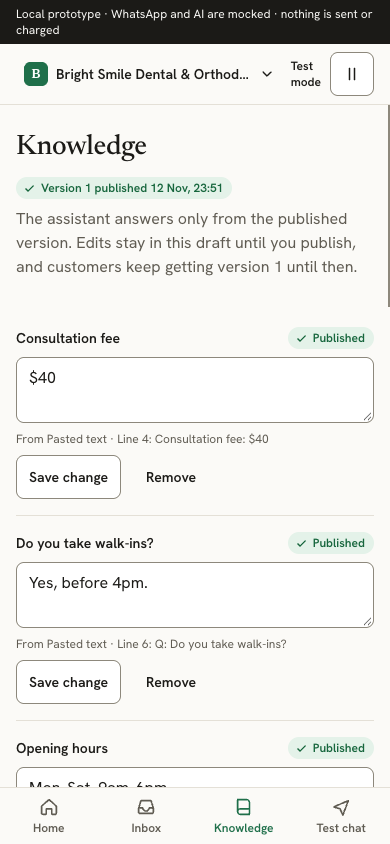 Local prototype · WhatsApp and AI are mocked · nothing is sent or
charged
B Bright Smile Dental & Orthod...
Test
mode
Knowledge
Version 1 published 12 Nov, 23:51
The assistant answers only from the published
version. Edits stay in this draft until you publish,
and customers keep getting version 1 until then.
Consultation fee
Published
$40
From Pasted text · Line 4: Consultation fee: $40
Save change
Remove
Do you take walk-ins?
Published
Yes, before 4pm.
From Pasted text · Line 6: Q: Do you take walk-ins?
Save change
Remove
Opening hours
Published
Mon-Sat, 9am-6pm
Home
Inbox
Knowledge
Test chat